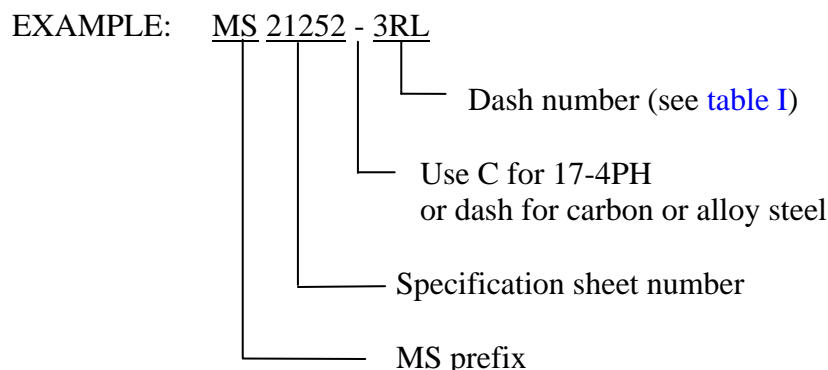 EXAMPLE: MS 21252 - 3RL
Dash number (see table I)
Use C for 17-4PH
or dash for carbon or alloy steel
Specification sheet number
MS prefix